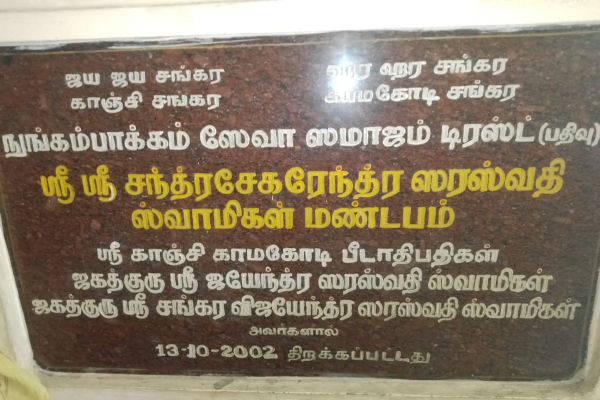 ஜய ஜய சங்கர ஹர ஹர சங்கர
காஞ்சி சங்கர காமகோடி சங்கர
நுங்கம்பாக்கம் ஸேவா ஸமாஜம் டிரஸ்ட் (பதிவு)
ஸ்ரீ ஸ்ரீ சந்த்ரசேகரேந்த்ர ஸரஸ்வதி
ஸ்வாமிகள் மண்டபம்
ஸ்ரீ காஞ்சி காமகோடி பீடாதிபதிகள்
ஜகத்குரு ஸ்ரீ ஜயேந்த்ர ஸரஸ்வதி ஸ்வாமிகள்
ஜகத்குரு ஸ்ரீ சங்கர விஜயேந்த்ர ஸரஸ்வதி ஸ்வாமிகள்
அவர்களால்
13-10-2002 திறக்கப்பட்டது